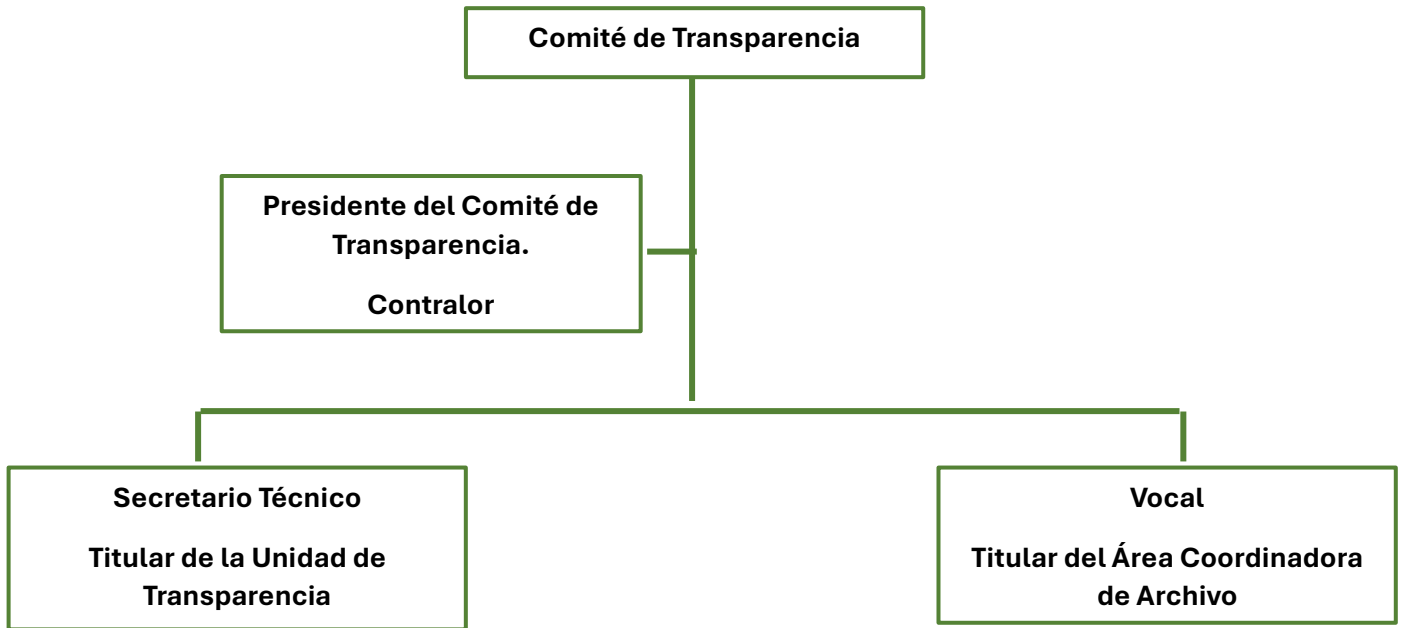 Comité de Transparencia
Presidente del Comité de
Transparencia.
Contralor
Secretario Técnico
Titular de la Unidad de
Transparencia
Vocal
Titular del Área Coordinadora
de Archivo